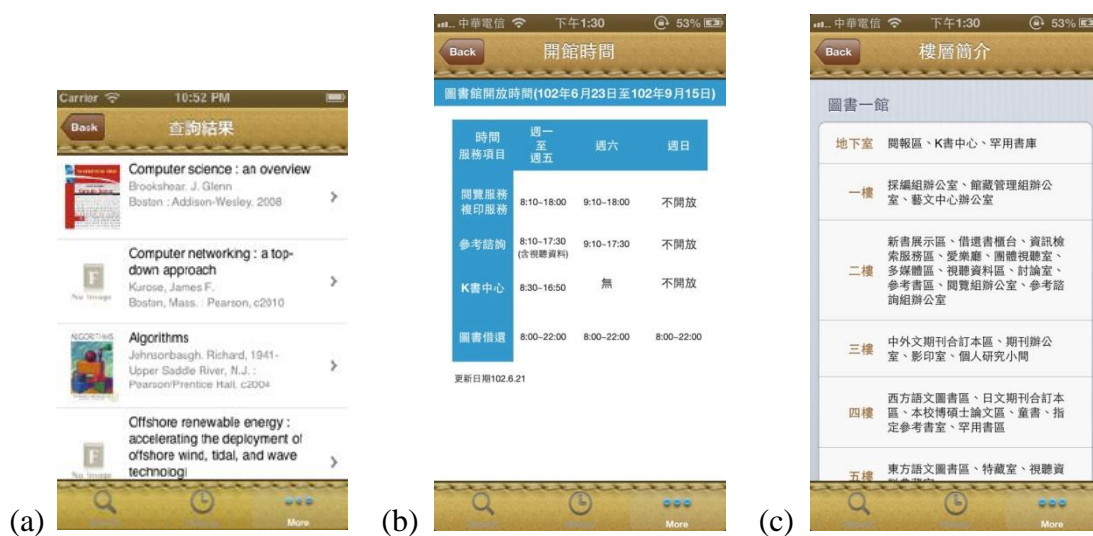 Carrier 10:52 PM
Back 查詢結果
Computer science : an overview
Brookshear, J. Glenn
Boston : Addison-Wesley, 2008
Computer networking : a top-
down approach
Kurose, James F.
Boston, Mass. : Pearson, c2010
No Image
Algorithms
Johnsonbaugh, Richard, 1941-
Upper Saddle River, N.J. :
Pearson/Prentice Hall, c2004
ALGORITHMS
Offshore renewable energy :
accelerating the deployment of
offshore wind, tidal, and wave
technologi
No Image
More
(a)
中華電信 下午1:30 53%
Back 開館時間
圖書館開放時間(102年6月23日至102年9月15日)
時間
服務項目
週一
至
週五
週六
週日
閱覽服務
複印服務
8:10~18:00 9:10~18:00 不開放
參考諮詢 8:10~17:30
(含視聽資料)
9:10~17:30 不開放
K書中心 8:30~16:50 無 不開放
圖書借還 8:00~22:00 8:00~22:00 8:00~22:00
更新日期102.6.21
More
(b)
中華電信 下午1:30 53%
Back 樓層簡介
圖書一館
地下室 閱報區、K書中心、罕用書庫
一樓 採編組辦公室、館藏管理組辦公
室、藝文中心辦公室
二樓 新書展示區、借還書櫃台、資訊檢
索服務區、愛樂廳、團體視聽室、
多媒體區、視聽資料區、討論室、
參考書區、閱覽組辦公室、參考諮
詢組辦公室
三樓 中外文期刊合訂本區、期刊辦公
室、影印室、個人研究小間
四樓 西方語文圖書區、日文期刊合訂本
區、本校博碩士論文區、童書、指
定參考書室、罕用書區
五樓 東方語文圖書區、特藏室、視聽資
More
(c)